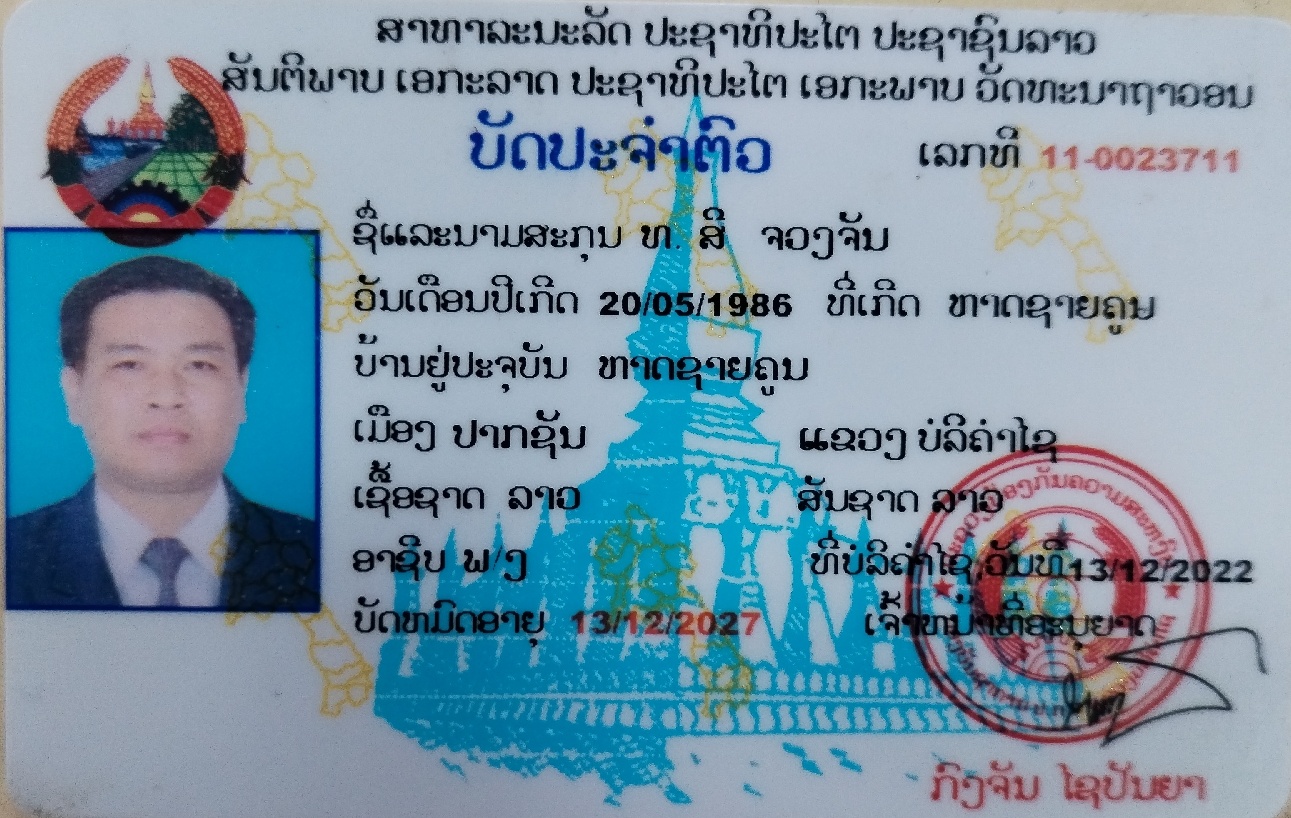 ສາທາລະນະລັດ ປະຊາທິປະໄຕ ປະຊາຊົນລາວ
ສັນຕິພາບ ເອກະລາດ ປະຊາທິປະໄຕ ເອກະພາບ ວັດທະນາຖາວອນ
ບັດປະຈຳຕົວ
ເລກທີ 11-0023711
ຊື່ແລະນາມສະກຸນ ທ. ສີ ຈວງຈັນ
ວັນເດືອນປີເກີດ 20/05/1986 ທີ່ເກີດ ຫາດຊາຍຄູນ
ບ້ານຢູ່ປະຈຸບັນ ຫາດຊາຍຄູນ
ເມືອງ ປາກຊັນ ແຂວງ ບໍລິຄຳໄຊ
ເຊື້ອຊາດ ລາວ ສັນຊາດ ລາວ
ອາຊີບ ພ/ງ ທີ່ບໍລິຄຳໄຊ,ວັນທີ13/12/2022
ບັດຫມົດອາຍຸ 13/12/2027 ເຈົ້າຫນ້າທີ່ອະນຸຍາດ
ກົງຈັນ ໄຊປັນຍາ